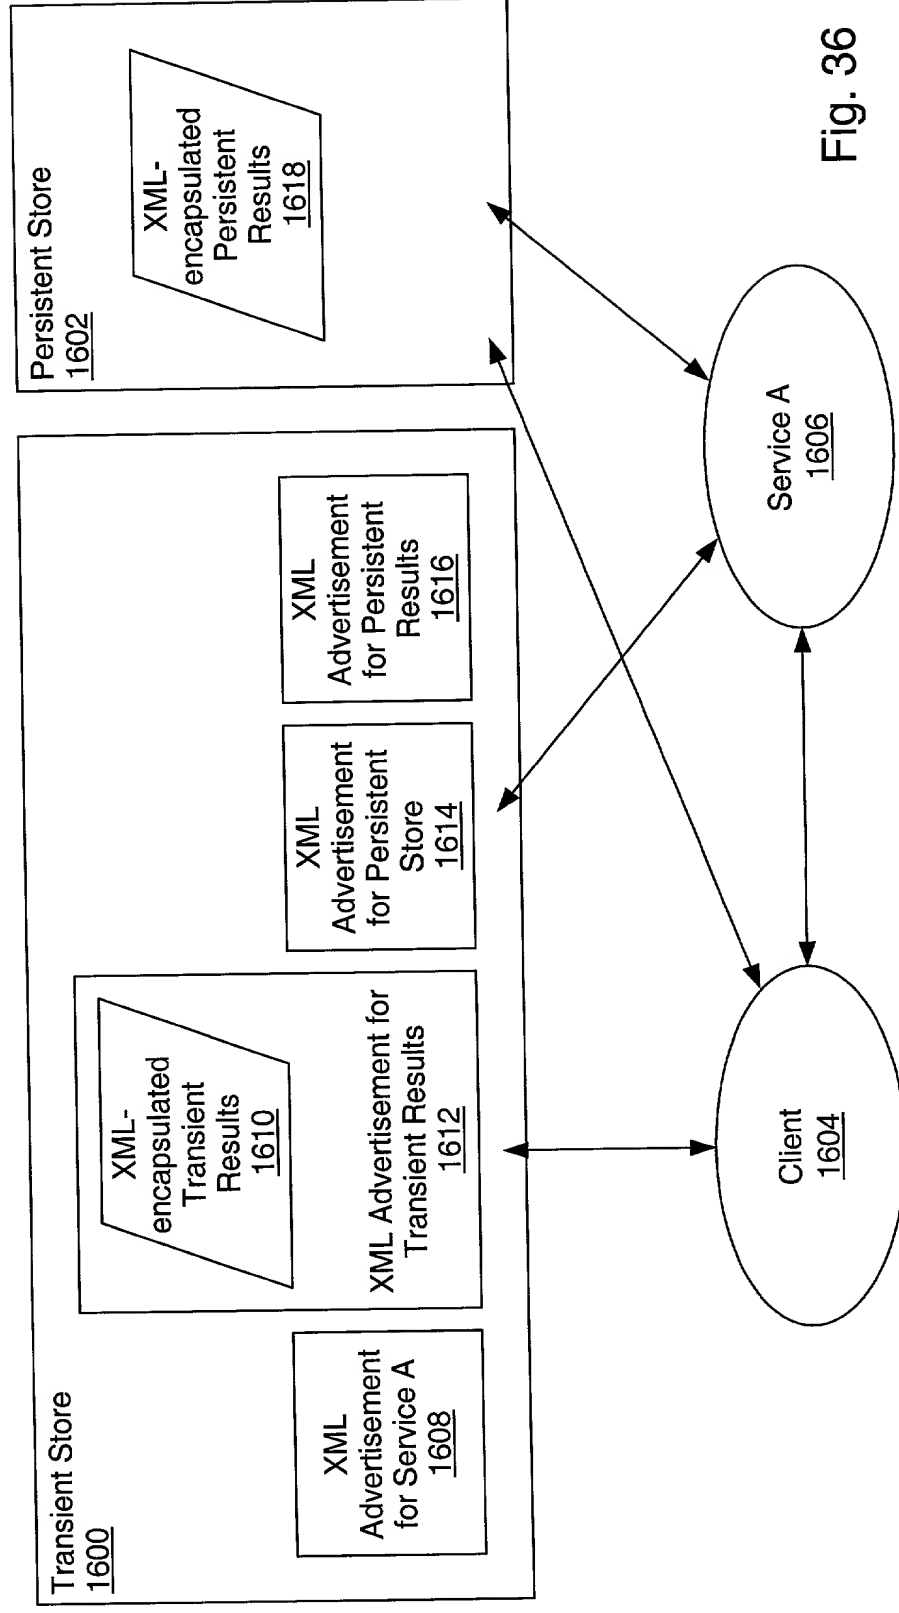 Transient Store
1600
XML
Advertisement
for Service A
1608
XML-
encapsulated
Transient
Results
1610
XML Advertisement for
Transient Results
1612
XML
Advertisement
for Persistent
Store
1614
XML
Advertisement
for Persistent
Results
1616
Persistent Store
1602
XML-
encapsulated
Persistent
Results
1618
Client
1604
Service A
1606
Fig. 36